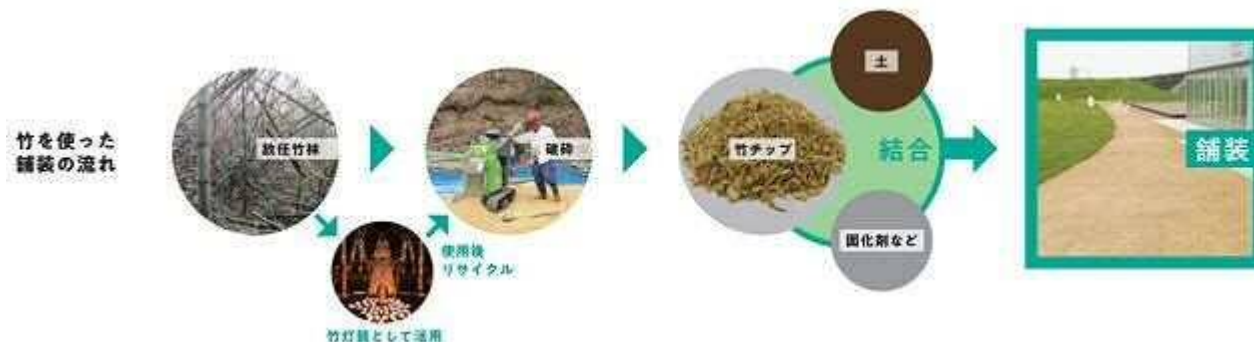 竹を使った
舗装の流れ
放任竹林
破砕
使用後
リサイクル
竹灯籠として活用
竹チップ
土
結合
固化剤など
舗装